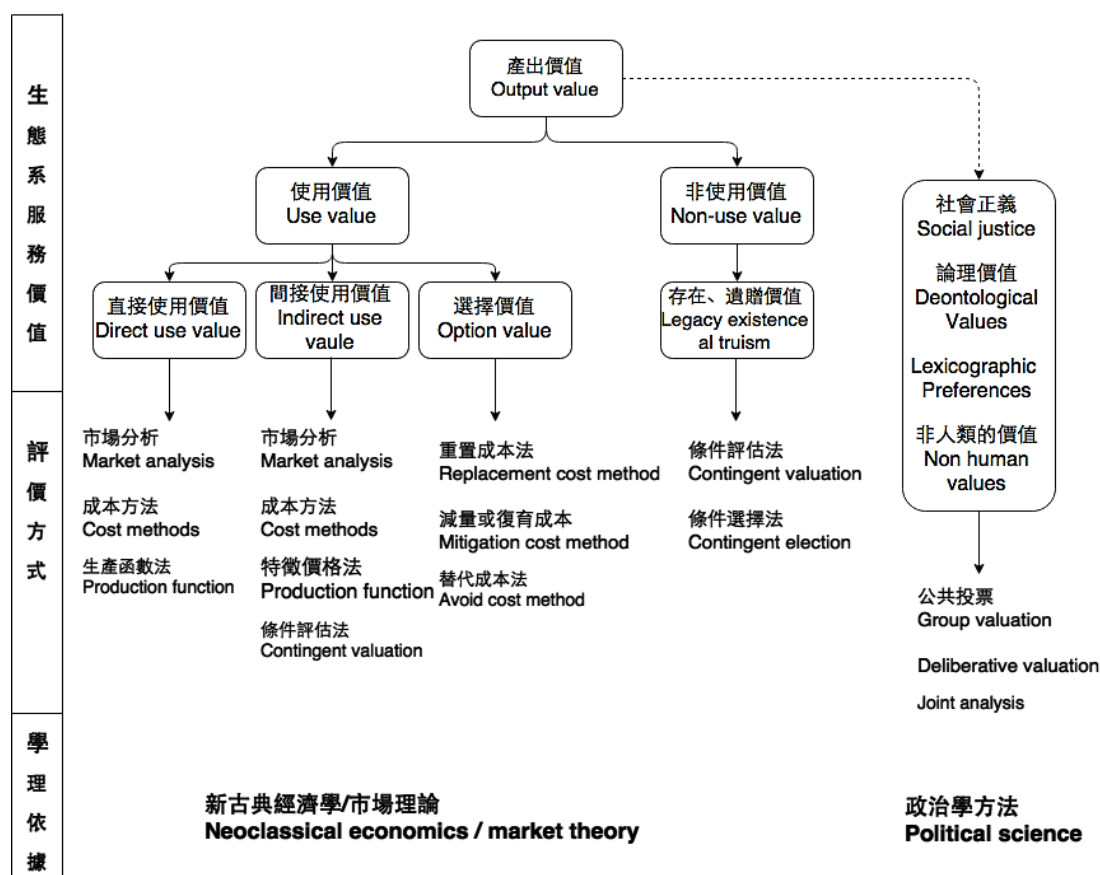 生態系服務價值
產出價值
Output value
使用價值
Use value
非使用價值
Non-use value
社會正義
Social justice
論理價值
Deontological
Values
Lexicographic
Preferences
非人類的價值
Non human
values
直接使用價值
Direct use value
間接使用價值
Indirect use
vaule
選擇價值
Option value
存在、遺贈價值
Legacy existence
al truism
評價方式
市場分析
Market analysis
成本方法
Cost methods
生產函數法
Production function
市場分析
Market analysis
成本方法
Cost methods
特徵價格法
Production function
條件評估法
Contingent valuation
重置成本法
Replacement cost method
減量或復育成本
Mitigation cost method
替代成本法
Avoid cost method
條件評估法
Contingent valuation
條件選擇法
Contingent election
公共投票
Group valuation
Deliberative valuation
Joint analysis
學理依據
新古典經濟學/市場理論
Neoclassical economics / market theory
政治學方法
Political science